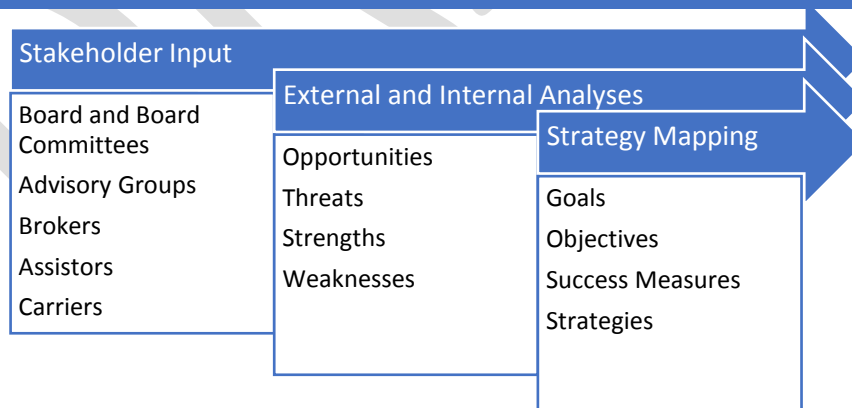 Stakeholder Input
Board and Board
Committees
Advisory Groups
Brokers
Assistors
Carriers
External and Internal Analyses
Opportunities
Threats
Strengths
Weaknesses
Strategy Mapping
Goals
Objectives
Success Measures
Strategies